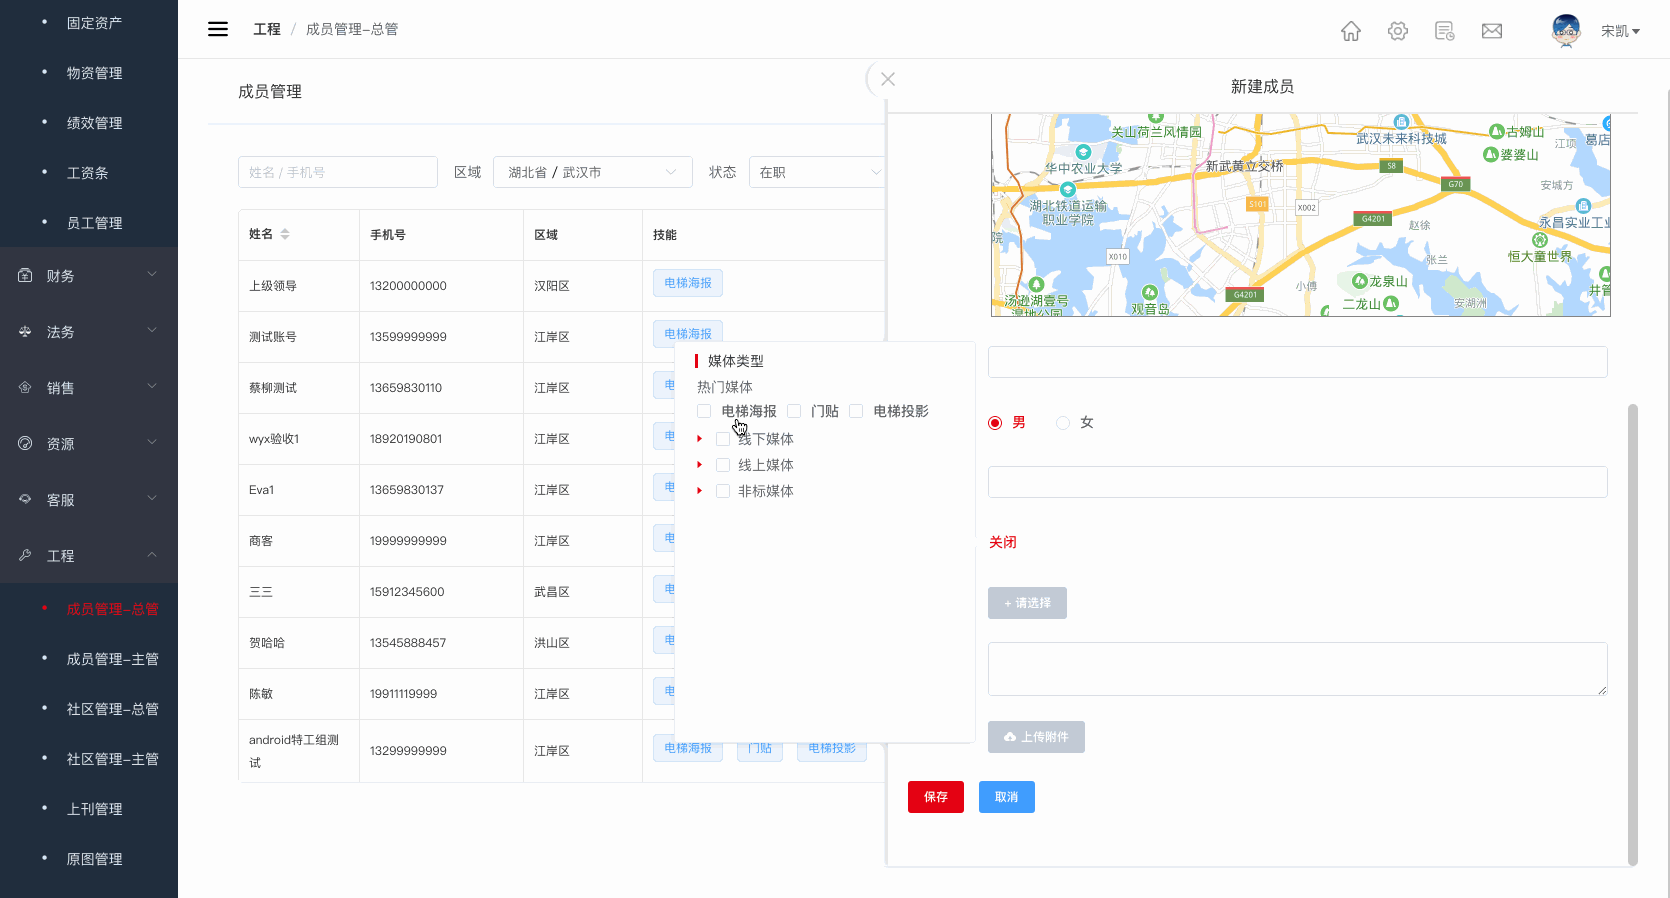 固定资产
物资管理
绩效管理
工资条
员工管理
财务
法务
销售
资源
客服
工程
成员管理-总管
成员管理-主管
社区管理-总管
社区管理-主管
上刊管理
原图管理
工程 / 成员管理-总管
宋凯
成员管理
姓名 / 手机号
区域
湖北省 / 武汉市
状态
在职
姓名 手机号 区域 技能
上级领导 13200000000 汉阳区 电梯海报
测试账号 13599999999 江岸区 电梯海报
蔡柳测试 13659830110 江岸区 电
wyx验收1 18920190801 江岸区 电
Eva1 13659830137 江岸区 电
商客 19999999999 江岸区 电
三三 15912345600 武昌区 电
贺哈哈 13545888457 洪山区 电
陈敏 19911119999 江岸区 电
android特工组测
试
13299999999 江岸区 电梯海报 门贴 电梯投影
媒体类型
热门媒体
电梯海报 门贴 电梯投影
线下媒体
线上媒体
非标媒体
新建成员
关山荷兰风情园
武汉未来科技城
古姆山
江项
葛店
婆婆山
华中农业大学
新武黄立交桥
S8
G70
安城方
湖北铁道运输
职业学院
S101
X002
G4201
赵徐
永昌实业工业
院
X010
张兰
恒大童世界
小傅
龙泉山
井管
汤逊湖壹号
湿地公园
观音岛
G4201
二龙山
安湖洲
男
女
关闭
+ 请选择
上传附件
保存
取消